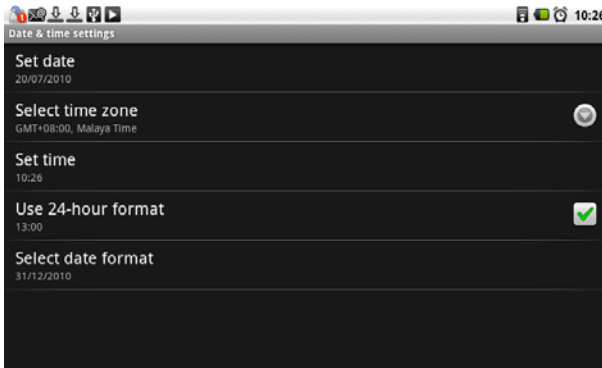 10:26
Date & time settings
Set date
20/07/2010
Select time zone
GMT+08:00, Malaya Time
Set time
10:26
Use 24-hour format
13:00
Select date format
31/12/2010